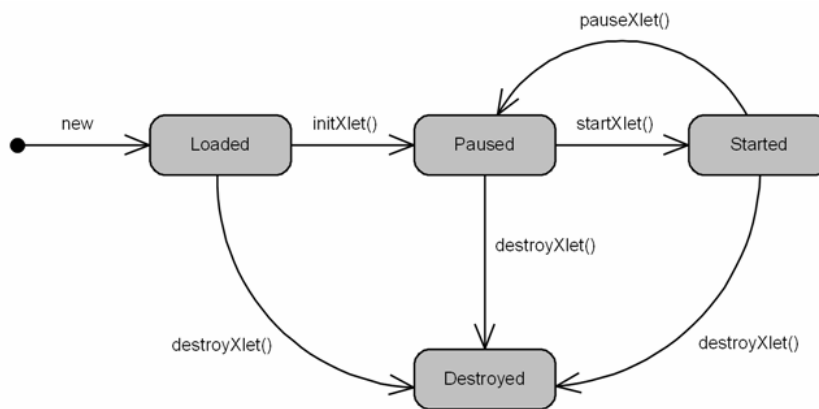 pauseXlet()
new
initXlet()
startXlet()
Loaded
Paused
Started
destroyXlet()
destroyXlet()
destroyXlet()
Destroyed